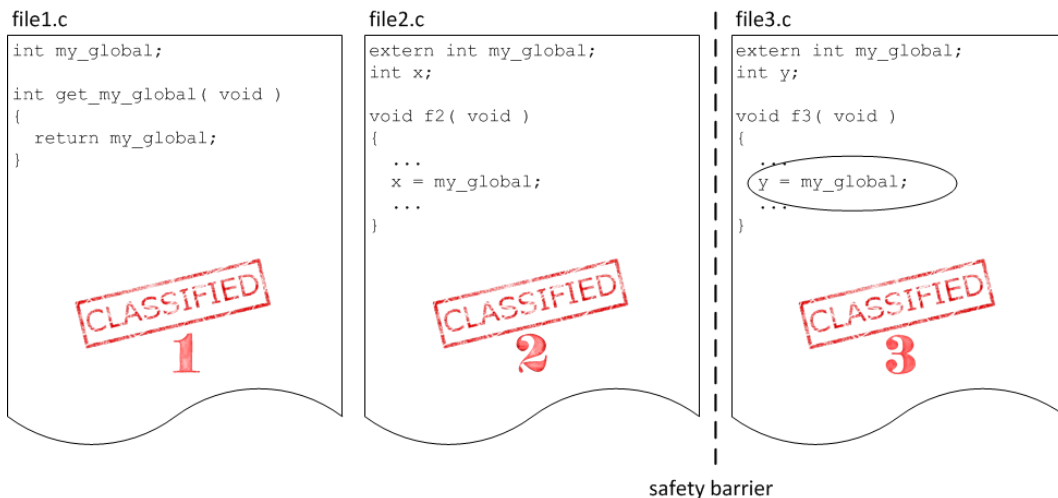 file1.c
int my_global;
int get_my_global( void )
{
  return my_global;
}
CLASSIFIED
1
file2.c
extern int my_global;
int x;
void f2( void )
{
  ...
  x = my_global;
  ...
}
CLASSIFIED
2
file3.c
extern int my_global;
int y;
void f3( void )
{
  ...
  y = my_global;
  ...
}
CLASSIFIED
3
safety barrier